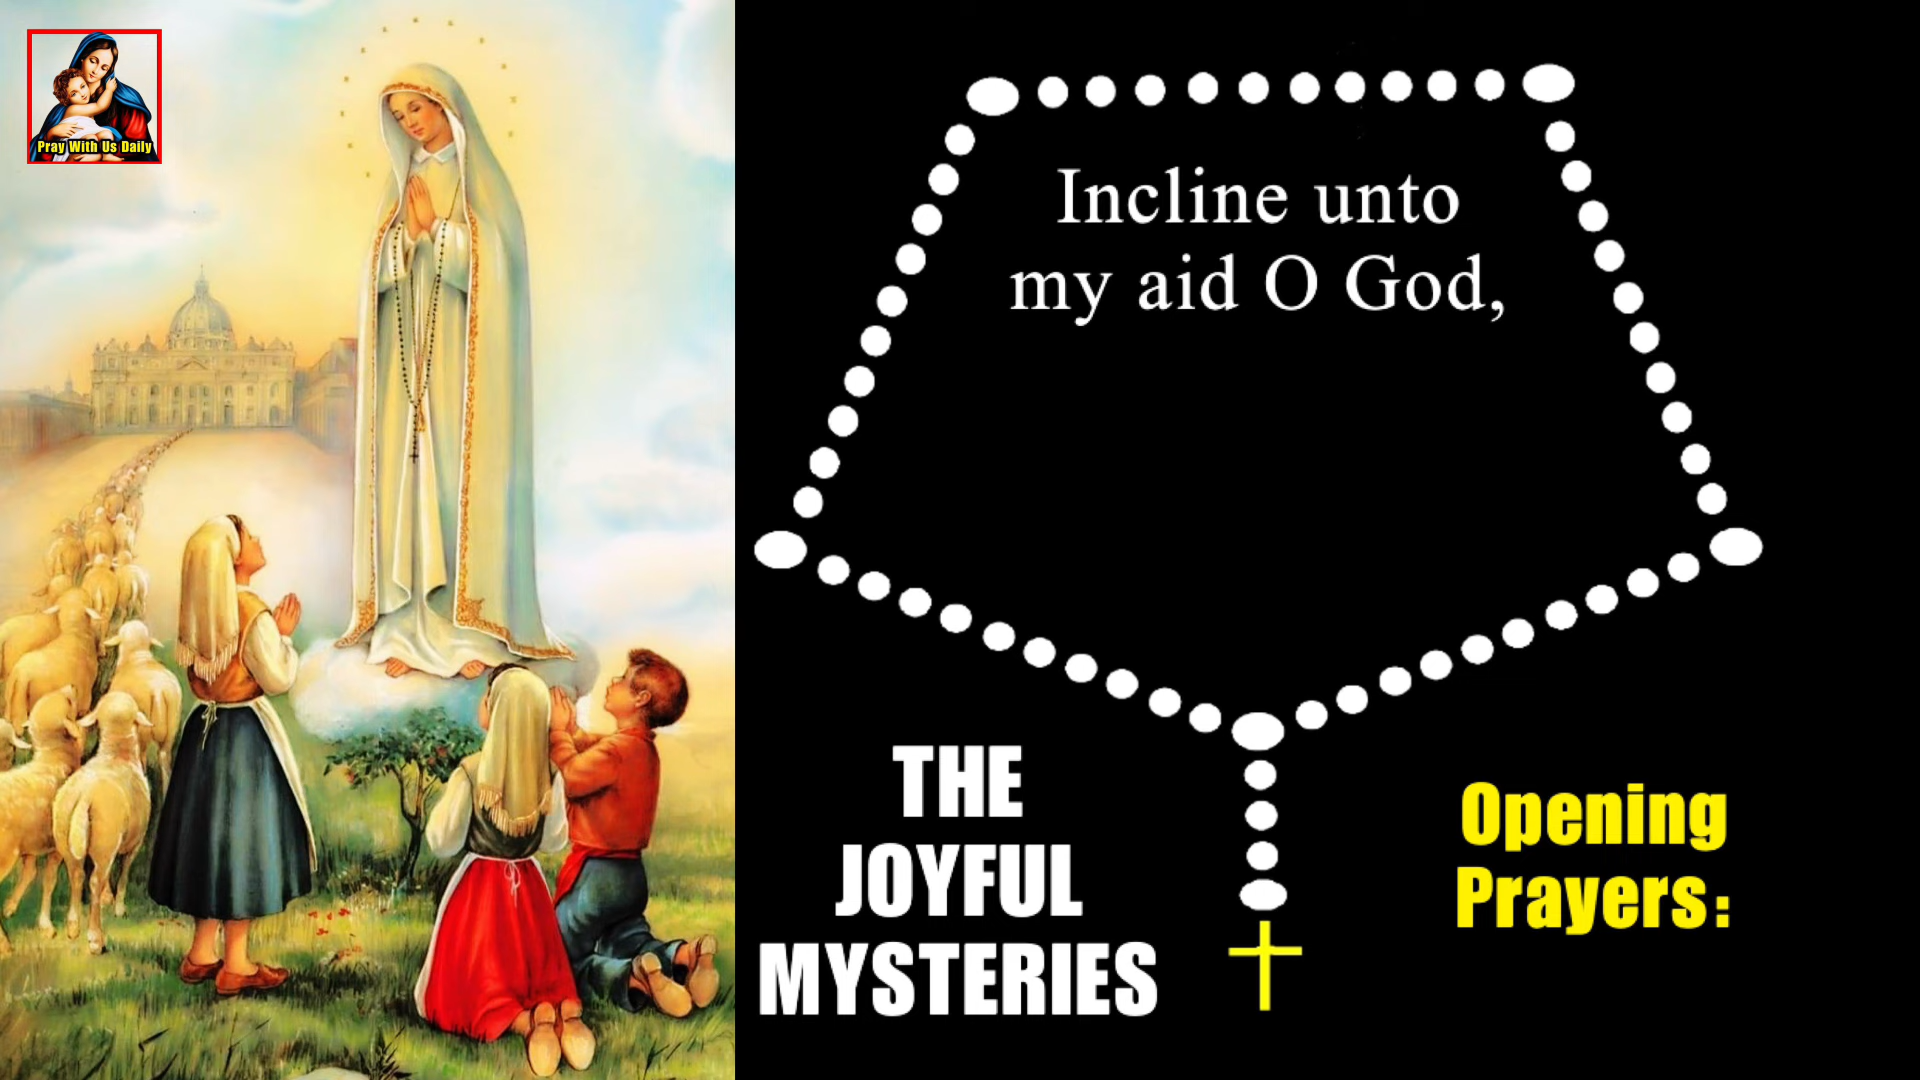 Pray With Us Daily
Incline unto
my aid O God,
THE
JOYFUL
MYSTERIES
Opening
Prayers: